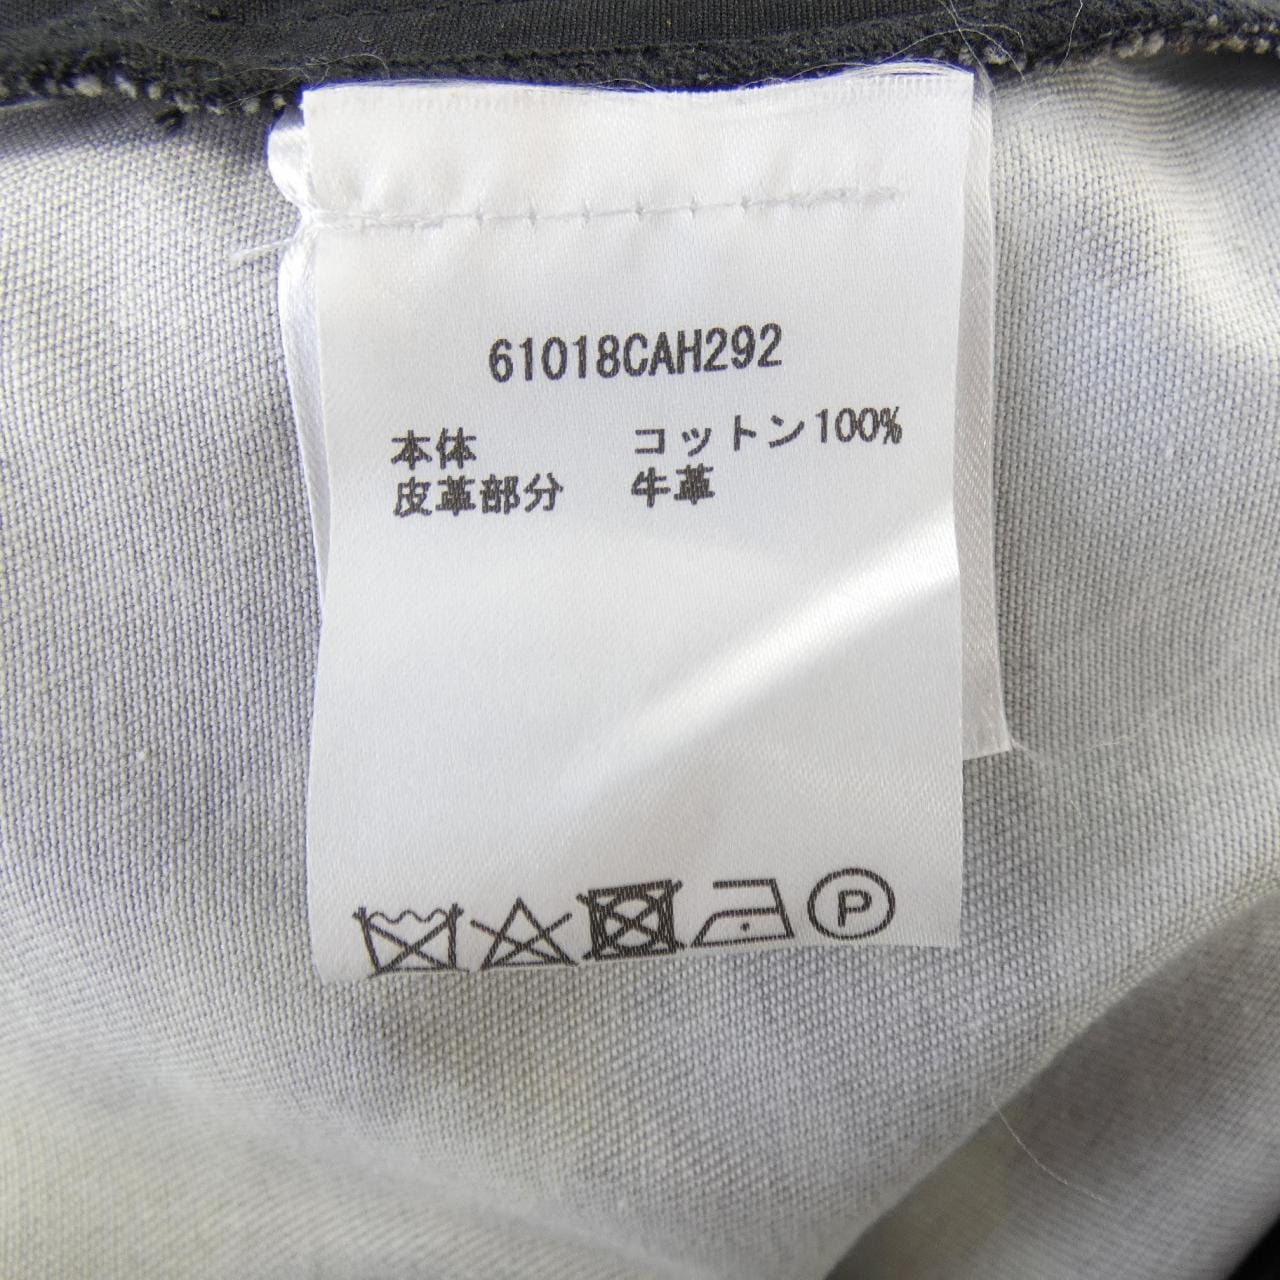 61018CAH292
本体 コットン100%
皮革部分 牛革
P